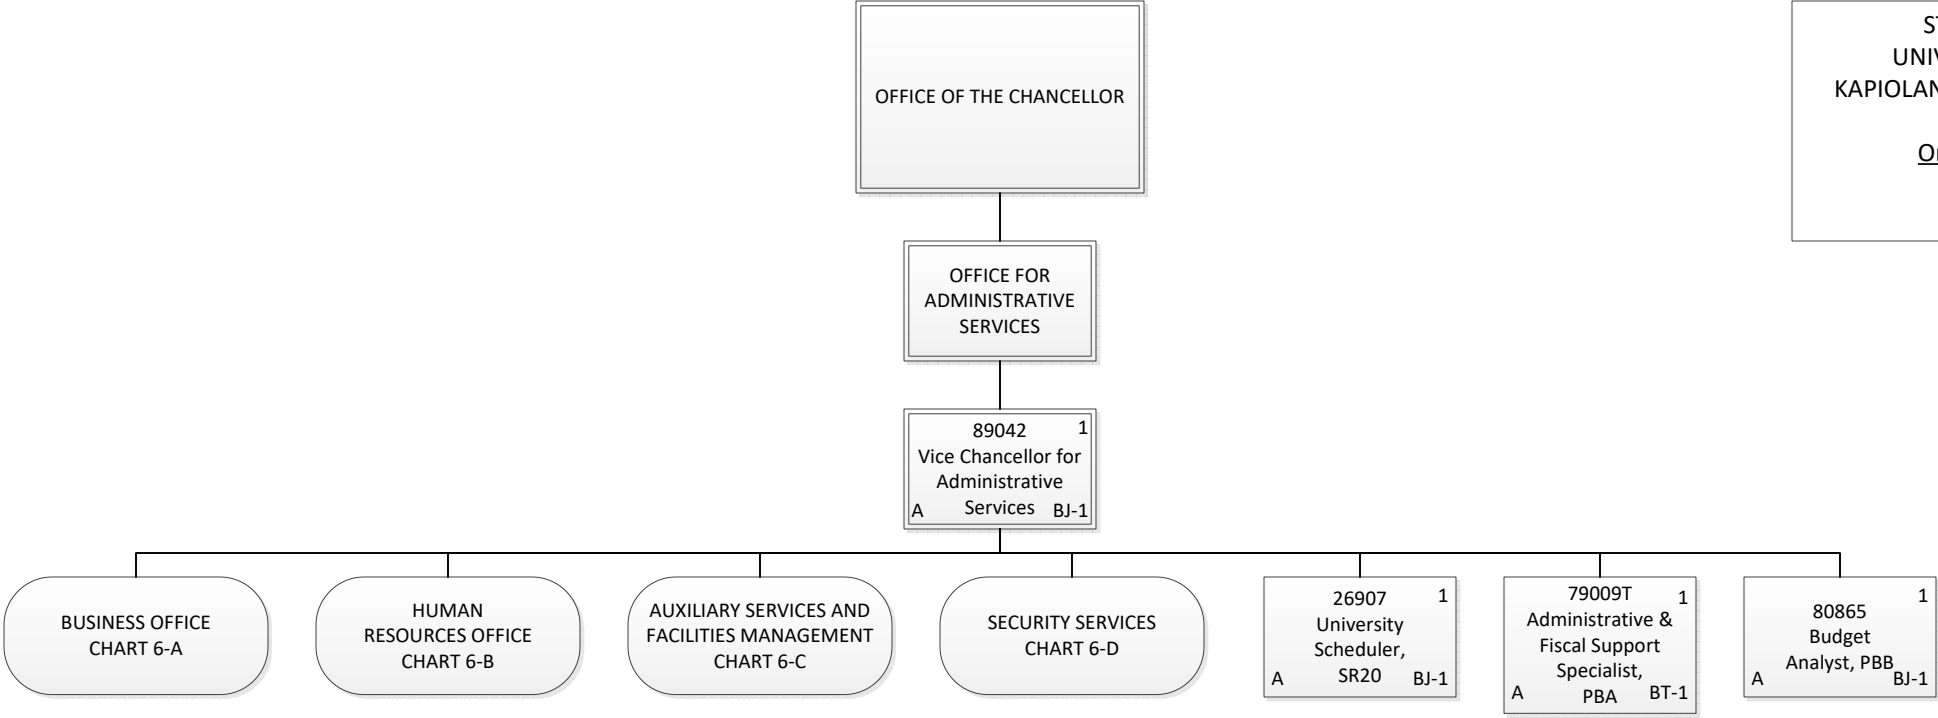 OFFICE OF THE CHANCELLOR
OFFICE FOR
ADMINISTRATIVE
SERVICES
89042 1
Vice Chancellor for
Administrative
A Services BJ-1
BUSINESS OFFICE
CHART 6-A
HUMAN
RESOURCES OFFICE
CHART 6-B
AUXILIARY SERVICES AND
FACILITIES MANAGEMENT
CHART 6-C
SECURITY SERVICES
CHART 6-D
26907 1
University
Scheduler,
SR20
A BJ-1
79009T 1
Administrative &
Fiscal Support
Specialist,
A PBA BT-1
1
80865
Budget
Analyst, PBB
A BJ-1